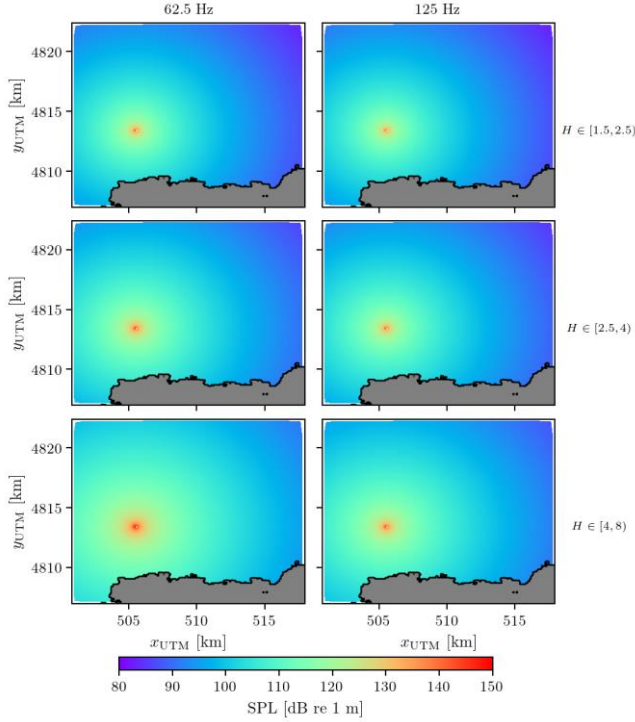 62.5 Hz 125 Hz
4820
4815
4810
y_UTM [km]
H ∈ [1.5, 2.5)
4820
4815
4810
y_UTM [km]
H ∈ [2.5, 4)
4820
4815
4810
y_UTM [km]
H ∈ [4, 8)
505 510 515 505 510 515
x_UTM [km] x_UTM [km]
80 90 100 110 120 130 140 150
SPL [dB re 1 m]